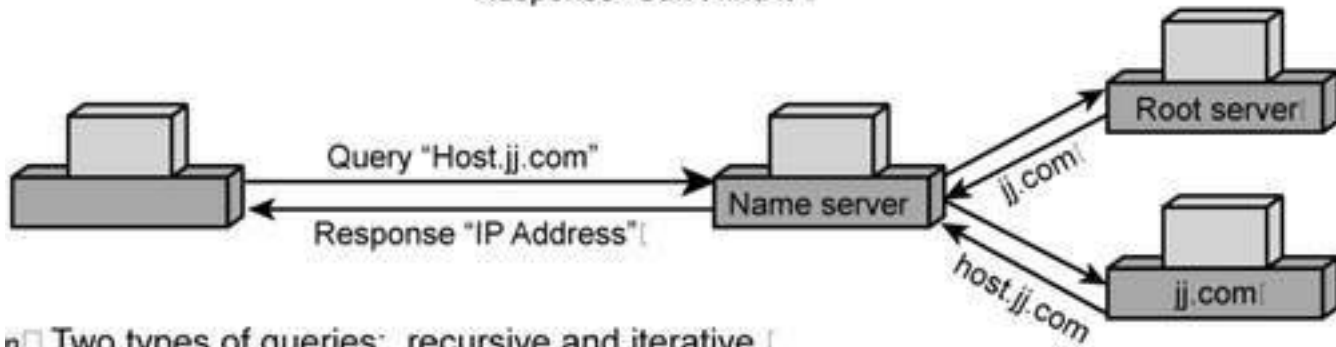 Query “Host.jj.com”
Response “IP Address”
Name server
Root server
jj.com
host.jj.com
jj.com
Two types of queries: recursive and iterative